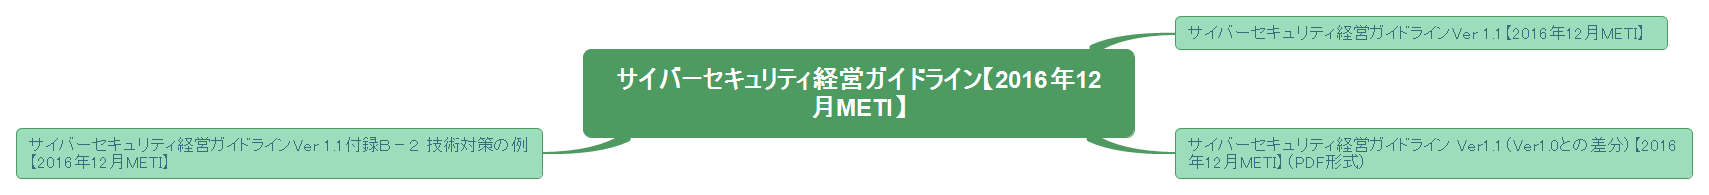 サイバーセキュリティ経営ガイドライン【2016年12
月METI】
サイバーセキュリティ経営ガイドラインVer 1.1【2016年12月METI】
サイバーセキュリティ経営ガイドライン Ver1.1（Ver1.0との差分）【2016
年12月METI】（PDF形式）
サイバーセキュリティ経営ガイドラインVer 1.1付録Ｂ－２ 技術対策の例
【2016年12月METI】